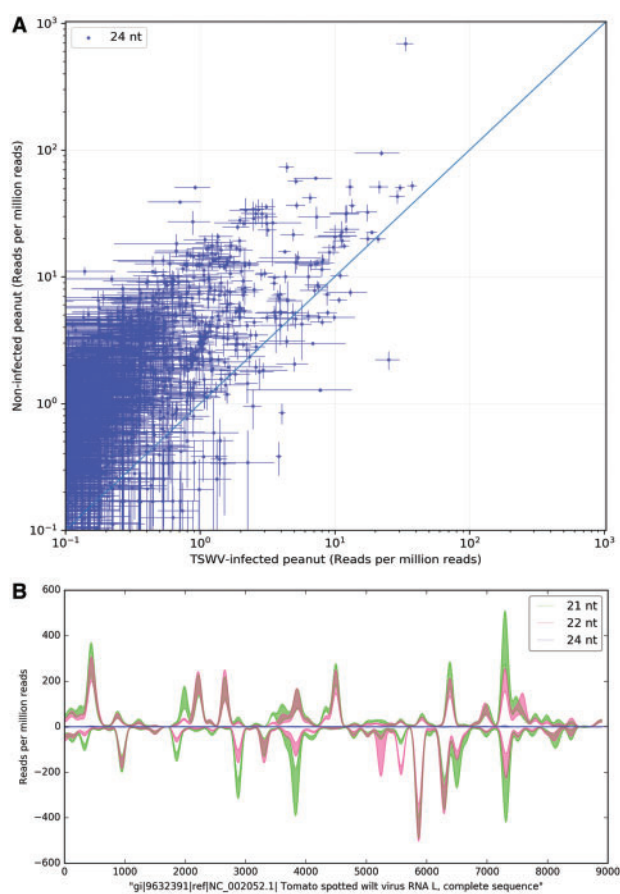 A
24 nt
10³
10²
10¹
10⁰
10⁻¹
Non-infected peanut (Reads per million reads)
10⁻¹ 10⁰ 10¹ 10² 10³
TSWV-infected peanut (Reads per million reads)
B
21 nt
22 nt
24 nt
600
400
200
0
−200
−400
−600
Reads per million reads
0 1000 2000 3000 4000 5000 6000 7000 8000 9000
"gi|9632391|ref|NC_002052.1| Tomato spotted wilt virus RNA L, complete sequence"